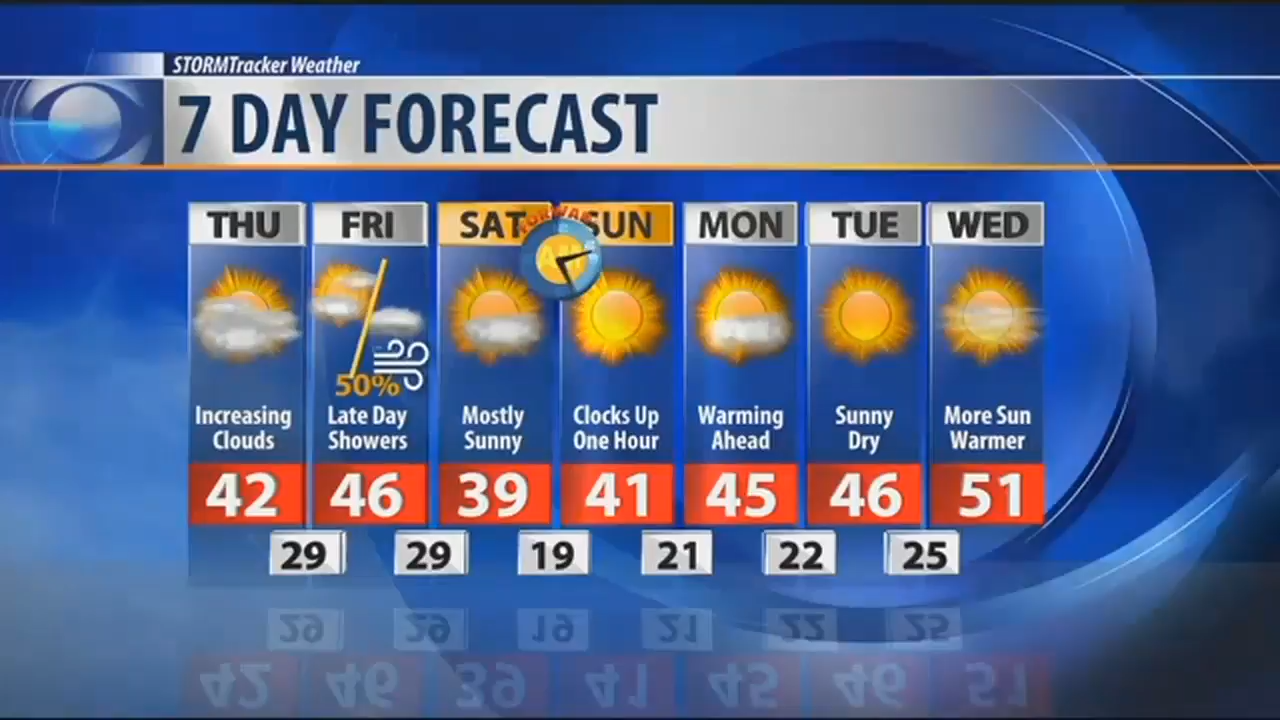 STORMTracker Weather
7 DAY FORECAST
THU FRI SAT SUN MON TUE WED
50%
Increasing Late Day Mostly Clocks Up Warming Sunny More Sun
Clouds Showers Sunny One Hour Ahead Dry Warmer
42 46 39 41 45 46 51
29 29 19 21 22 25